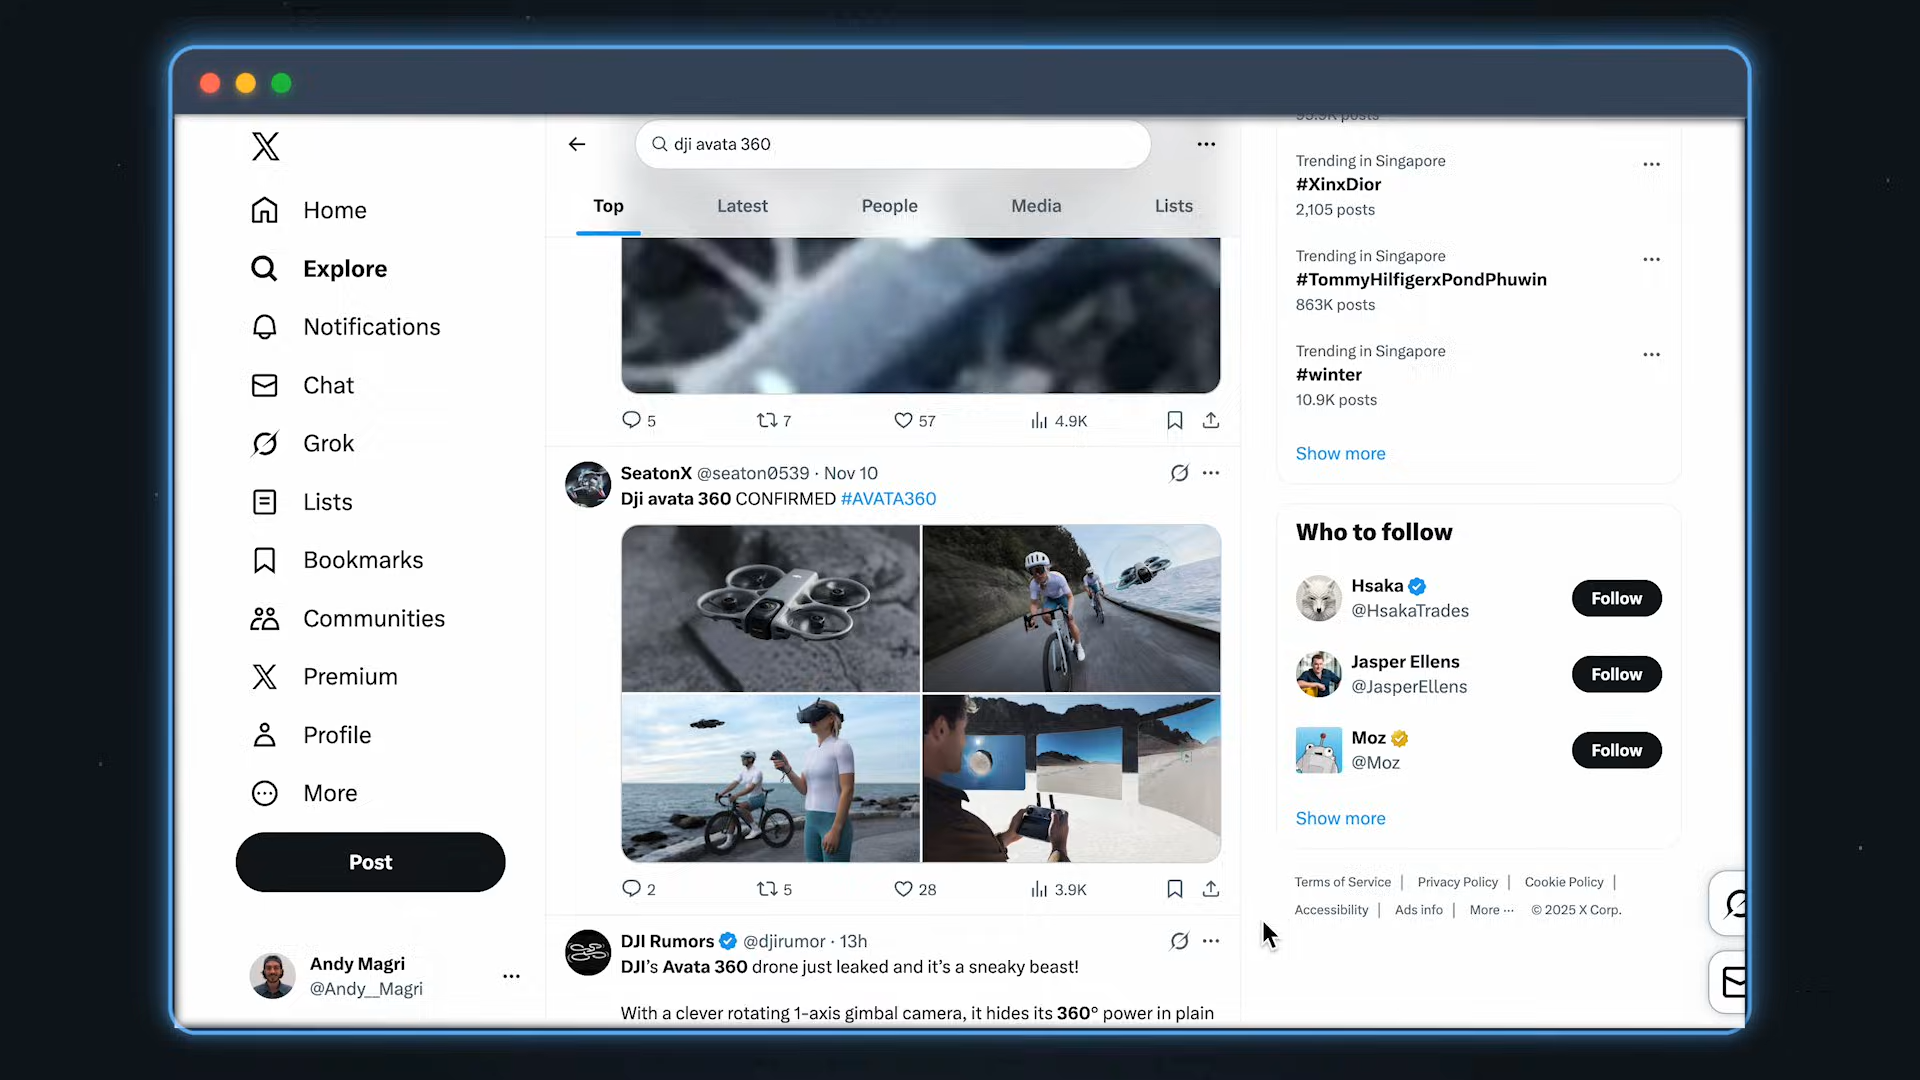 Home
Explore
Notifications
Chat
Grok
Lists
Bookmarks
Communities
Premium
Profile
More
Post
Andy Magri
@Andy__Magri
dji avata 360
Top
Latest
People
Media
Lists
5
7
57
4.9K
SeatonX @seaton0539 · Nov 10
Dji avata 360 CONFIRMED #AVATA360
2
5
28
3.9K
DJI Rumors @djirumor · 13h
DJI’s Avata 360 drone just leaked and it’s a sneaky beast!
With a clever rotating 1-axis gimbal camera, it hides its 360° power in plain
95.9K posts
Trending in Singapore
#XinxDior
2,105 posts
Trending in Singapore
#TommyHilfigerxPondPhuwin
863K posts
Trending in Singapore
#winter
10.9K posts
Show more
Who to follow
Hsaka
@HsakaTrades
Follow
Jasper Ellens
@JasperEllens
Follow
Moz
@Moz
Follow
Show more
Terms of Service | Privacy Policy | Cookie Policy |
Accessibility | Ads info | More ··· © 2025 X Corp.